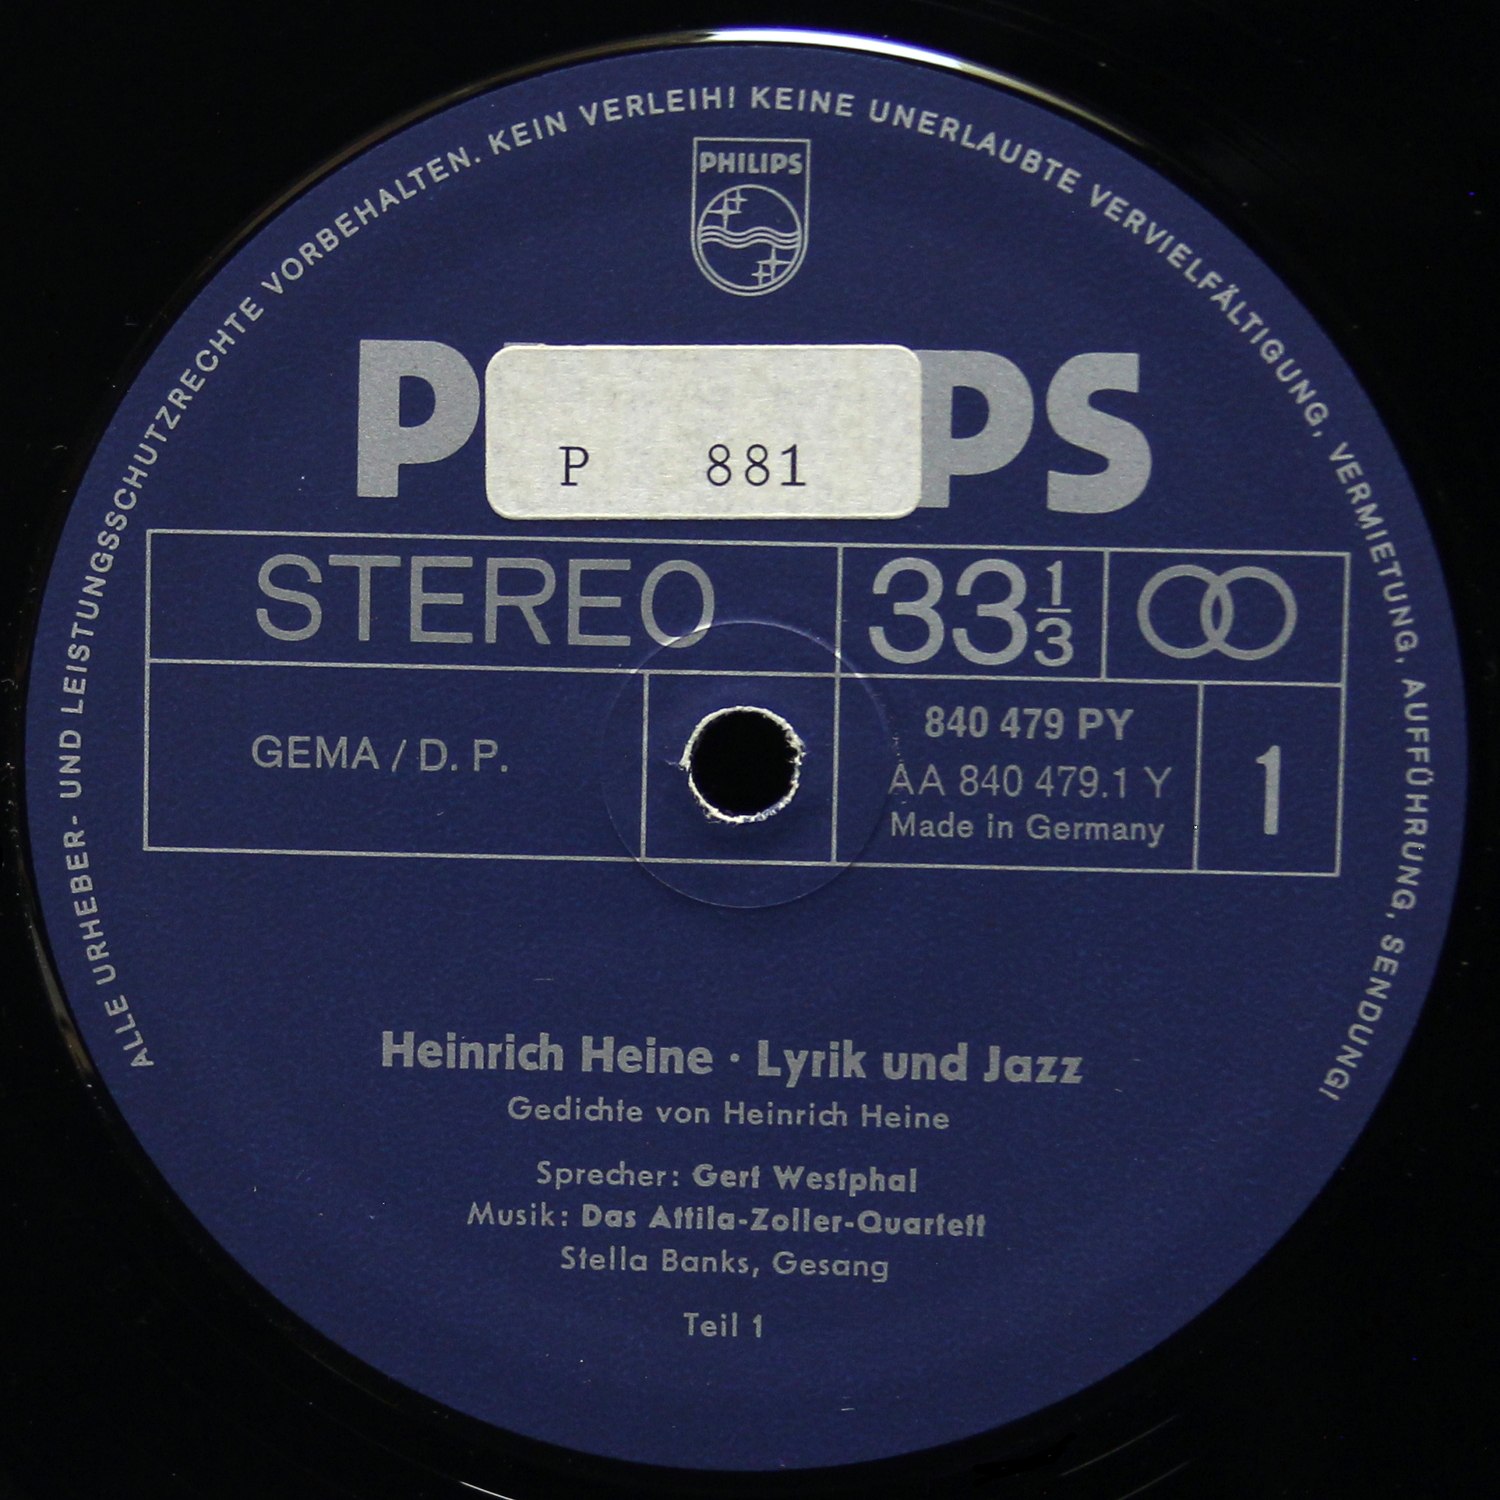 ALLE URHEBER- UND LEISTUNGSSCHUTZRECHTE VORBEHALTEN. KEIN VERLEIH! KEINE UNERLAUBTE VERVIELFÄLTIGUNG, VERMIETUNG, AUFFÜHRUNG, SENDUNG!
PHILIPS
P PS
P 881
STEREO 33 1/3
GEMA / D. P.
840 479 PY
AA 840 479.1 Y
Made in Germany
1
Heinrich Heine · Lyrik und Jazz
Gedichte von Heinrich Heine
Sprecher: Gert Westphal
Musik: Das Attila-Zoller-Quartett
Stella Banks, Gesang
Teil 1